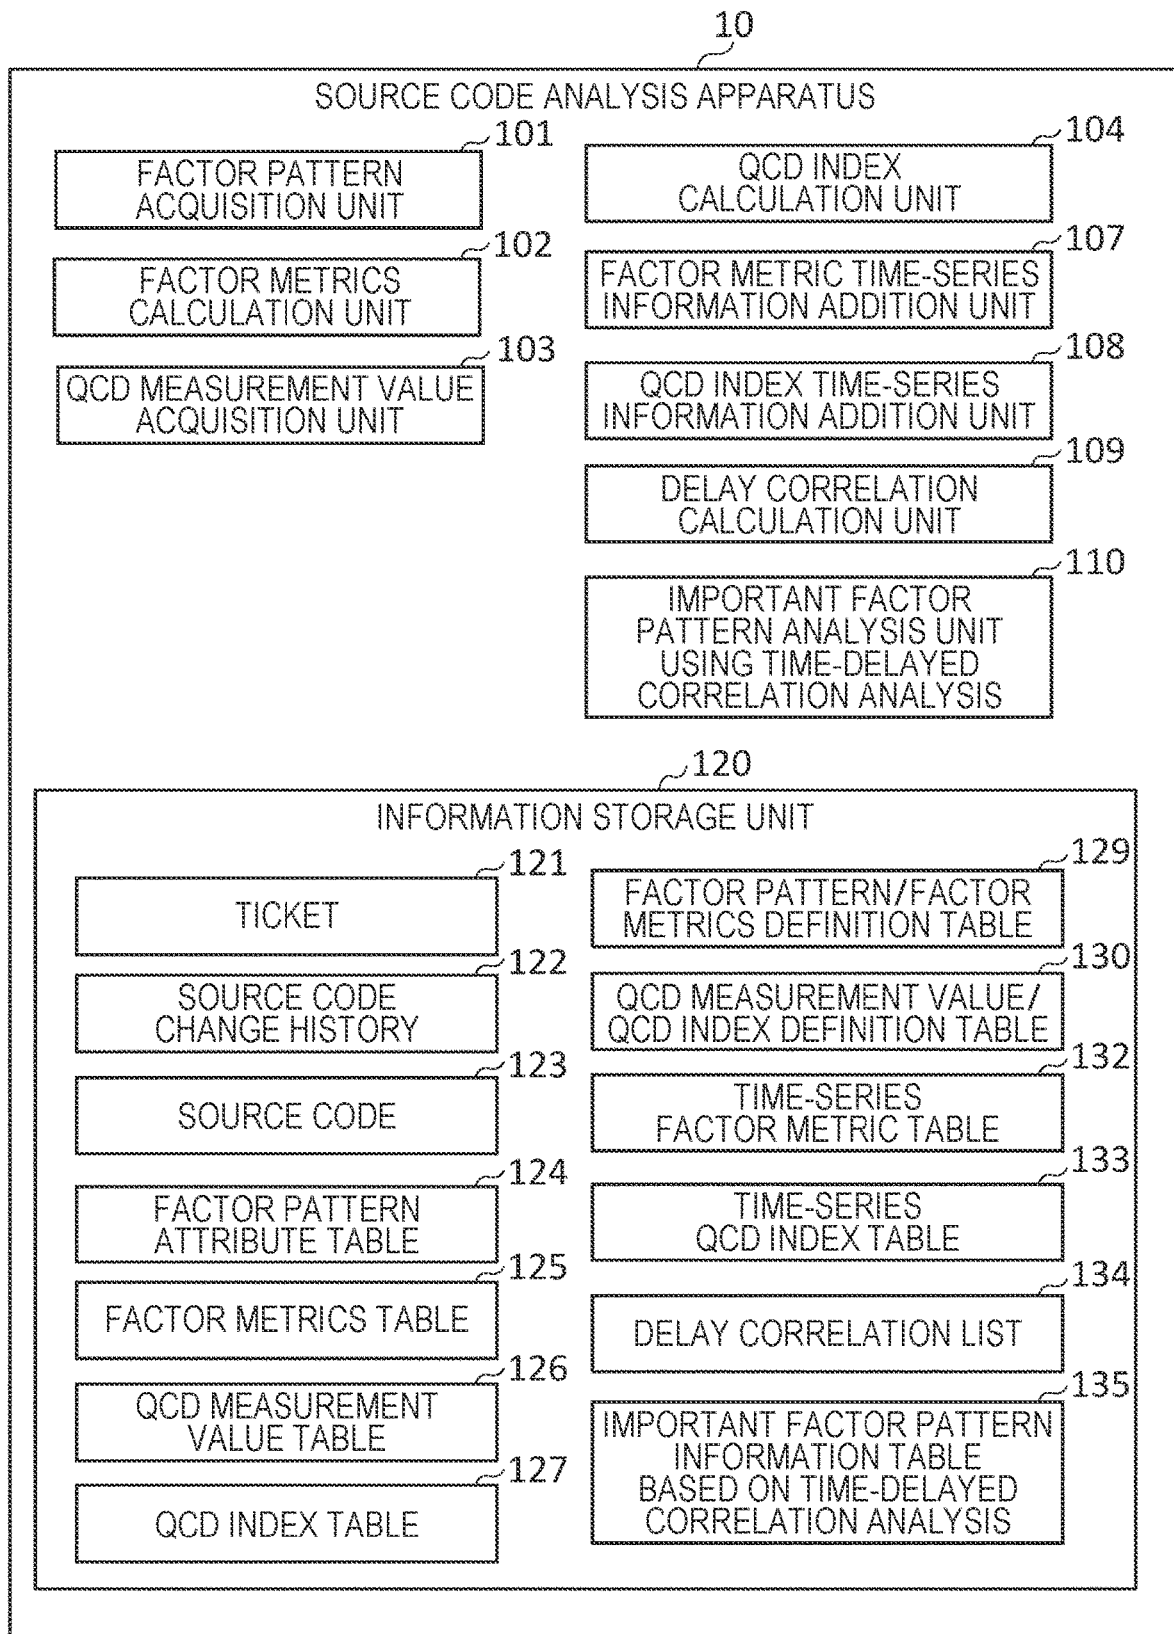 10
SOURCE CODE ANALYSIS APPARATUS
101
FACTOR PATTERN
ACQUISITION UNIT
102
FACTOR METRICS
CALCULATION UNIT
103
QCD MEASUREMENT VALUE
ACQUISITION UNIT
104
QCD INDEX
CALCULATION UNIT
107
FACTOR METRIC TIME-SERIES
INFORMATION ADDITION UNIT
108
QCD INDEX TIME-SERIES
INFORMATION ADDITION UNIT
109
DELAY CORRELATION
CALCULATION UNIT
110
IMPORTANT FACTOR
PATTERN ANALYSIS UNIT
USING TIME-DELAYED
CORRELATION ANALYSIS
120
INFORMATION STORAGE UNIT
121
TICKET
122
SOURCE CODE
CHANGE HISTORY
123
SOURCE CODE
124
FACTOR PATTERN
ATTRIBUTE TABLE
125
FACTOR METRICS TABLE
126
QCD MEASUREMENT
VALUE TABLE
127
QCD INDEX TABLE
129
FACTOR PATTERN/FACTOR
METRICS DEFINITION TABLE
130
QCD MEASUREMENT VALUE/
QCD INDEX DEFINITION TABLE
132
TIME-SERIES
FACTOR METRIC TABLE
133
TIME-SERIES
QCD INDEX TABLE
134
DELAY CORRELATION LIST
135
IMPORTANT FACTOR PATTERN
INFORMATION TABLE
BASED ON TIME-DELAYED
CORRELATION ANALYSIS